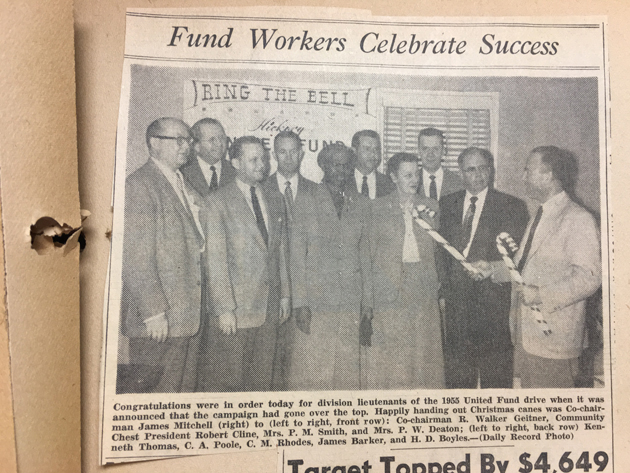 Fund Workers Celebrate Success
RING THE BELL
Hickory
UNITED FUND
Congratulations were in order today for division lieutenants of the 1955 United Fund drive when it was
announced that the campaign had gone over the top. Happily handing out Christmas canes was Co-chair-
man James Mitchell (right) to (left to right, front row): Co-chairman R. Walker Geitner, Community
Chest President Robert Cline, Mrs. P. M. Smith, and Mrs. P. W. Deaton; (left to right, back row) Ken-
neth Thomas, C. A. Poole, C. M. Rhodes, James Barker, and H. D. Boyles.—(Daily Record Photo)
Target Topped By $4,649